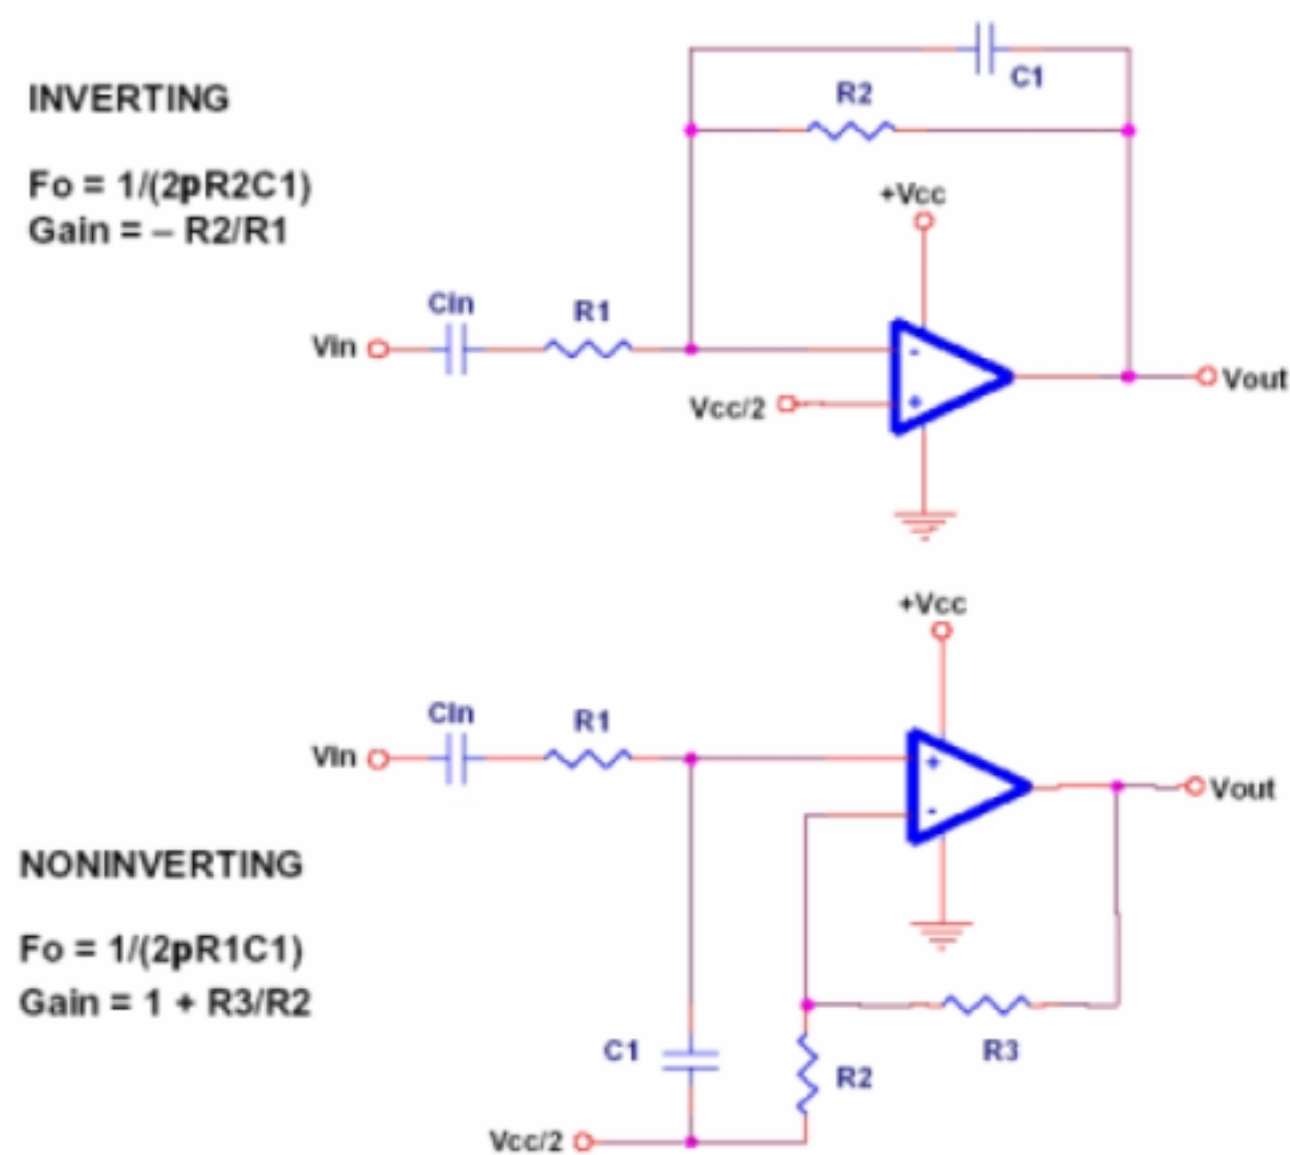 INVERTING
Fo = 1/(2pR2C1)
Gain = – R2/R1
C1
R2
+Vcc
CIn
R1
VIn
-
Vcc/2
+
Vout
+Vcc
CIn
R1
VIn
+
-
Vout
NONINVERTING
Fo = 1/(2pR1C1)
Gain = 1 + R3/R2
C1
R2
R3
Vcc/2